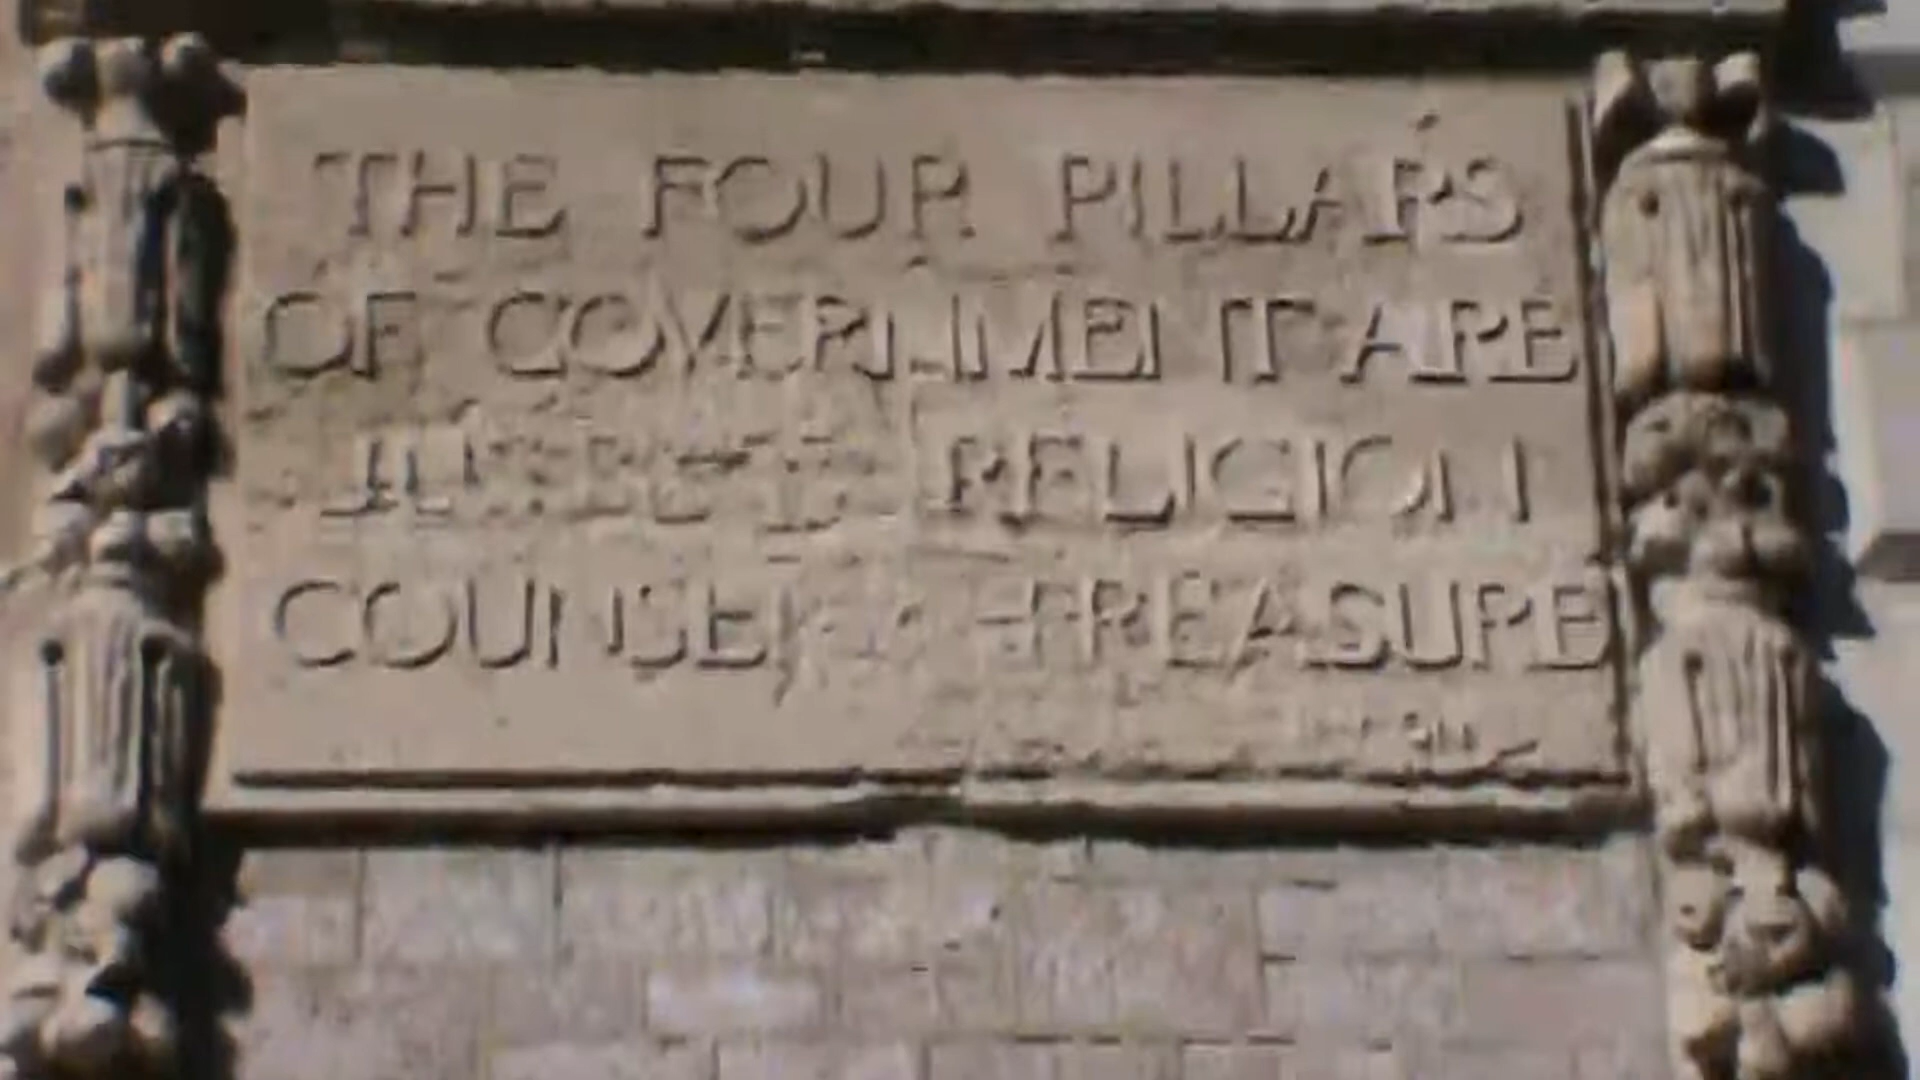 THE FOUR PILLARS
OF GOVERNMENT ARE
RELIGION
COUNSEL TREASURE